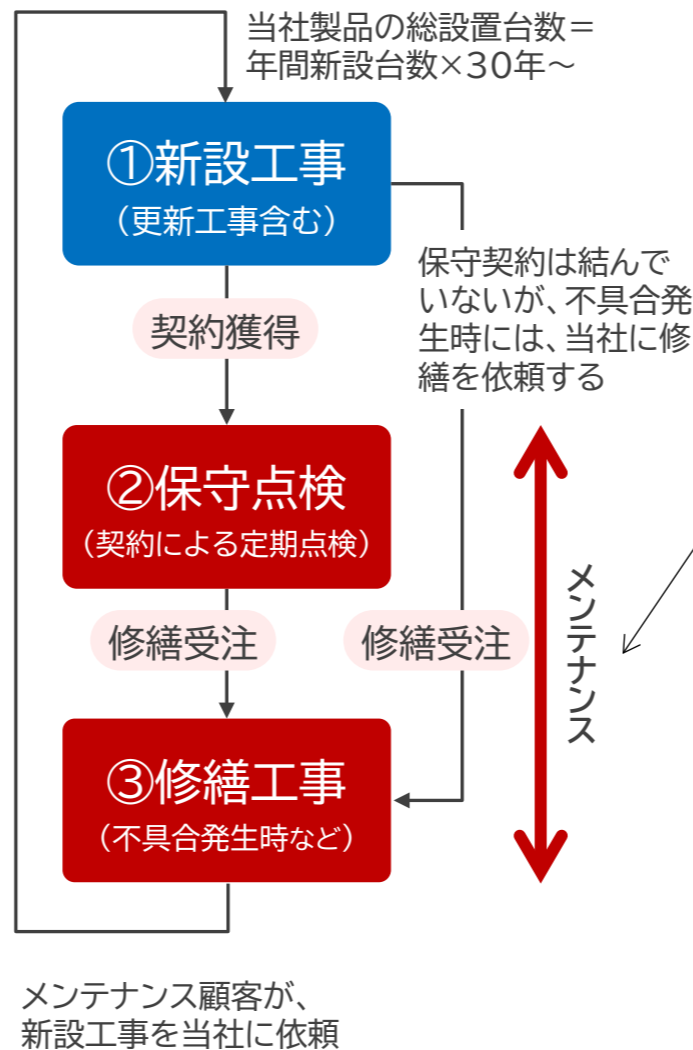 当社製品の総設置台数＝
年間新設台数×30年～
①新設工事
（更新工事含む）
保守契約は結んで
いないが、不具合発
生時には、当社に修
繕を依頼する
契約獲得
②保守点検
（契約による定期点検）
メンテナンス
修繕受注
修繕受注
③修繕工事
（不具合発生時など）
メンテナンス顧客が、
新設工事を当社に依頼